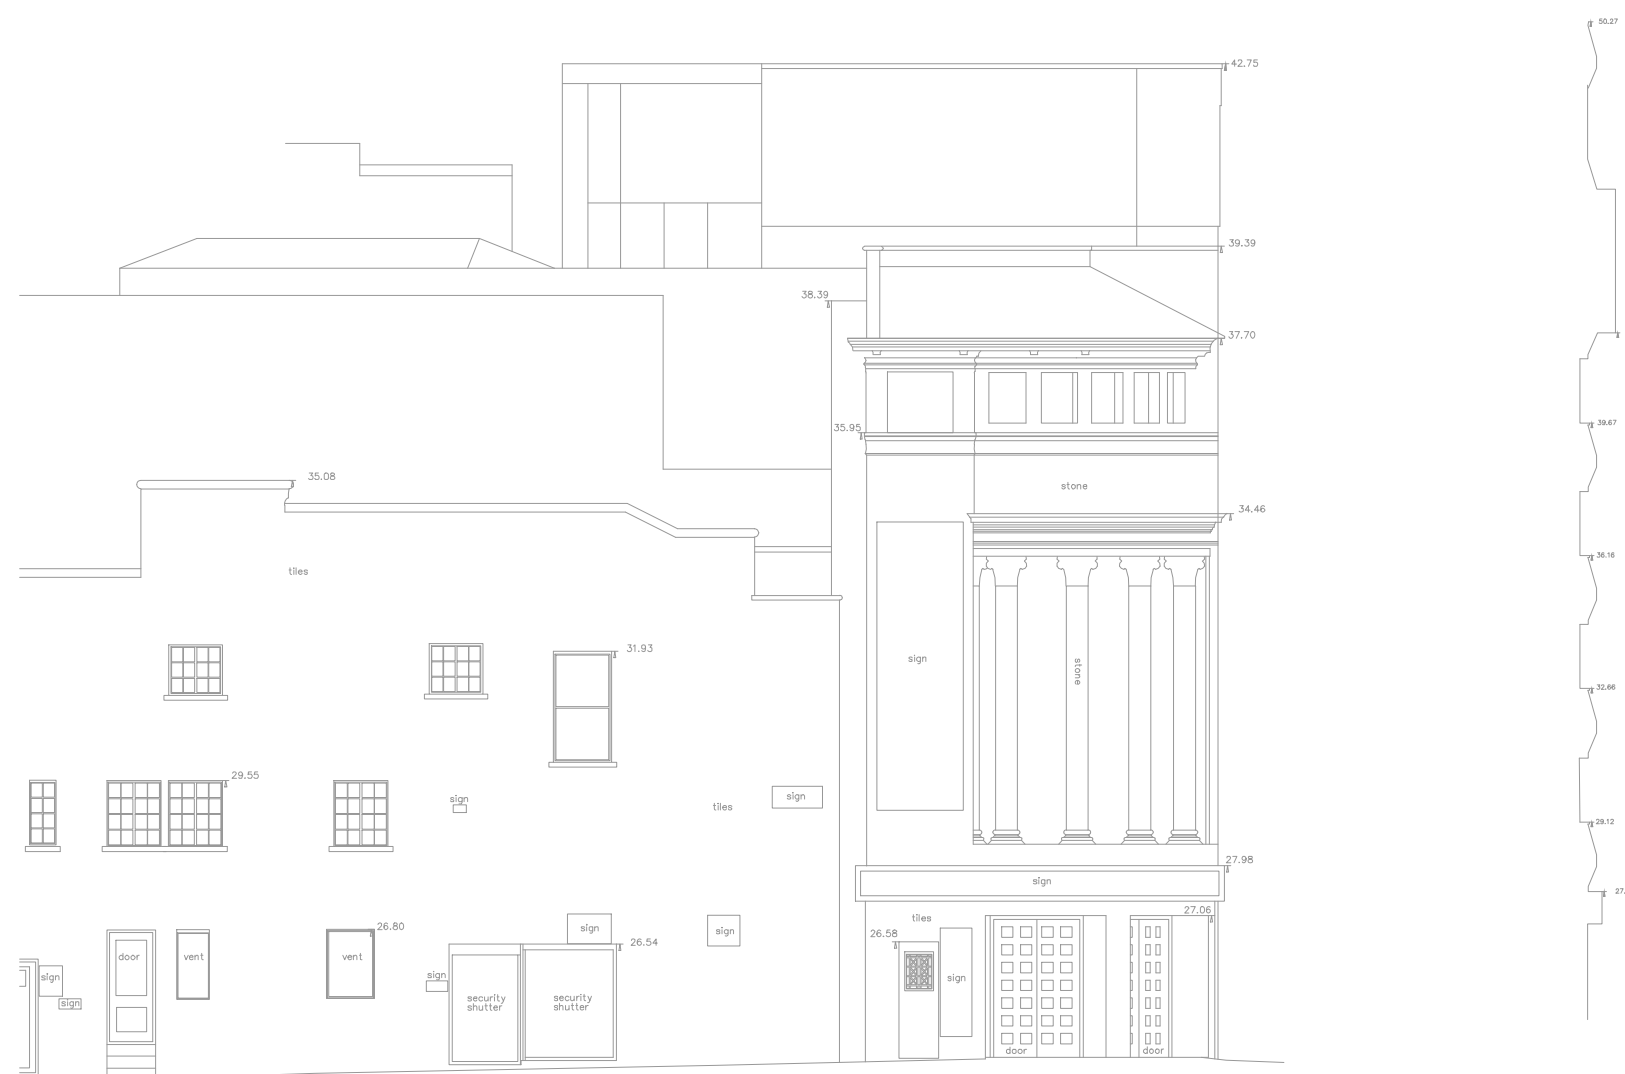 50.27
42.75
39.39
38.39
37.70
39.67
35.95
35.08
stone
34.46
36.16
tiles
31.93
sign
stone
32.66
29.55
sign
tiles
sign
29.12
27.98
sign
27.
27.06
tiles
26.80
sign
sign
26.58
26.54
door
vent
vent
sign
sign
sign
sign
security
shutter
security
shutter
sign
door
door